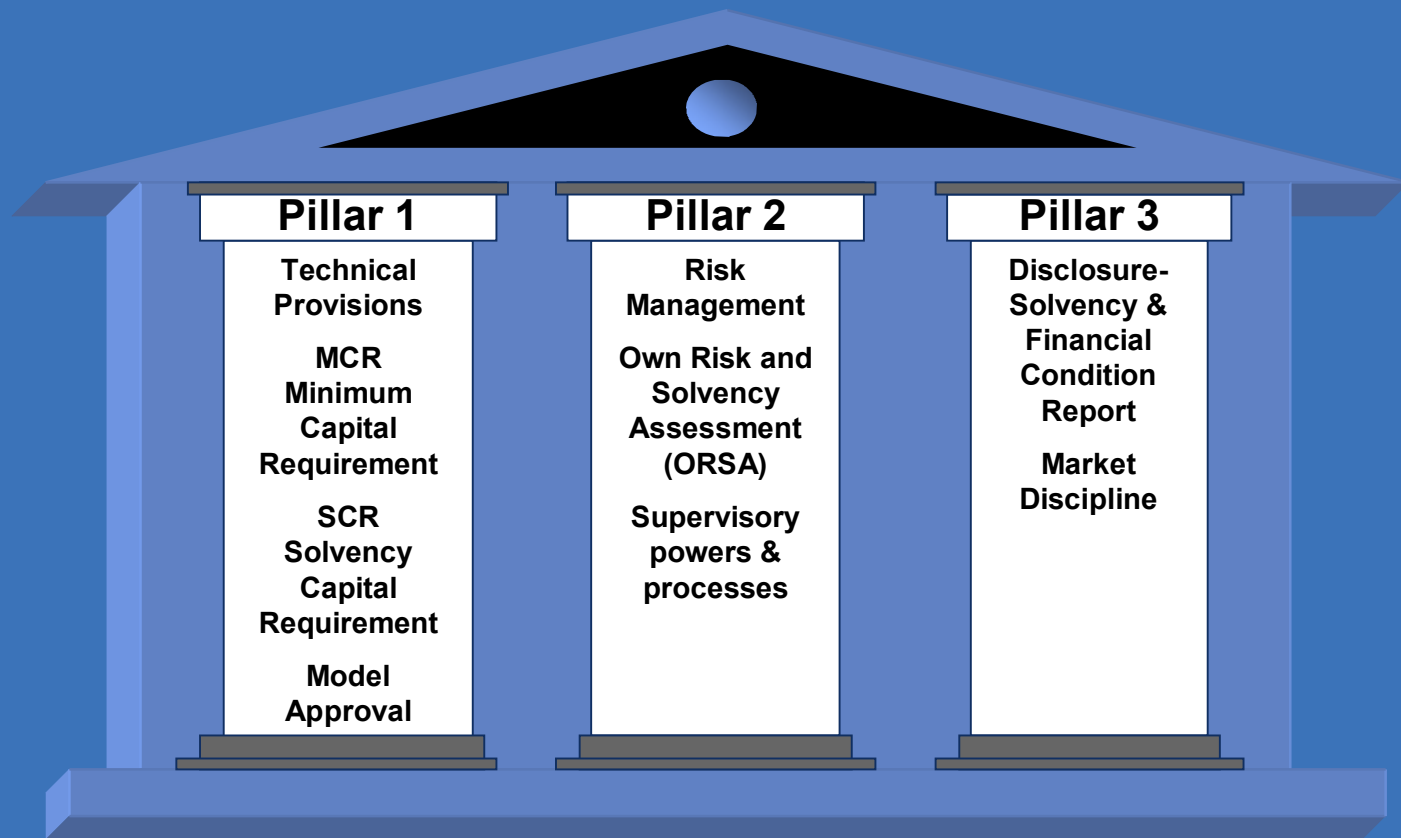 Pillar 1
Technical
Provisions
MCR
Minimum
Capital
Requirement
SCR
Solvency
Capital
Requirement
Model
Approval
Pillar 2
Risk
Management
Own Risk and
Solvency
Assessment
(ORSA)
Supervisory
powers &
processes
Pillar 3
Disclosure-
Solvency &
Financial
Condition
Report
Market
Discipline